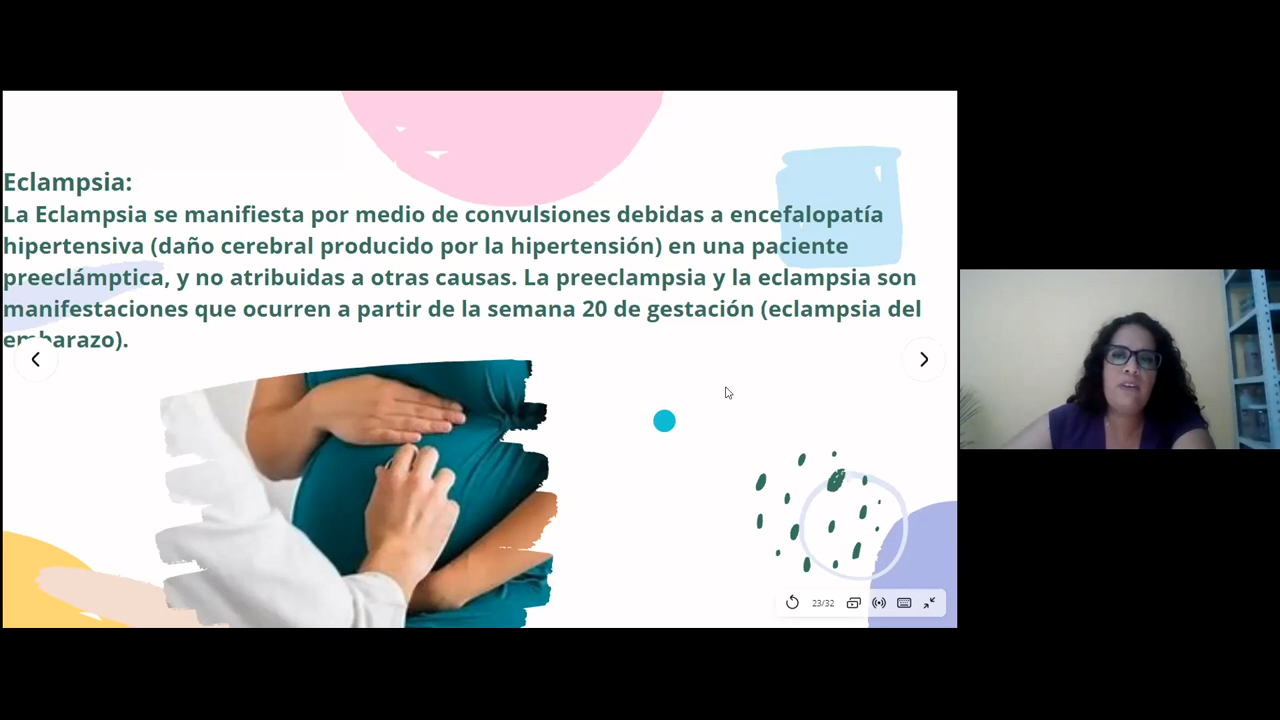 Eclampsia:
La Eclampsia se manifiesta por medio de convulsiones debidas a encefalopatía
hipertensiva (daño cerebral producido por la hipertensión) en una paciente
preeclámptica, y no atribuidas a otras causas. La preeclampsia y la eclampsia son
manifestaciones que ocurren a partir de la semana 20 de gestación (eclampsia del
embarazo).
23/32